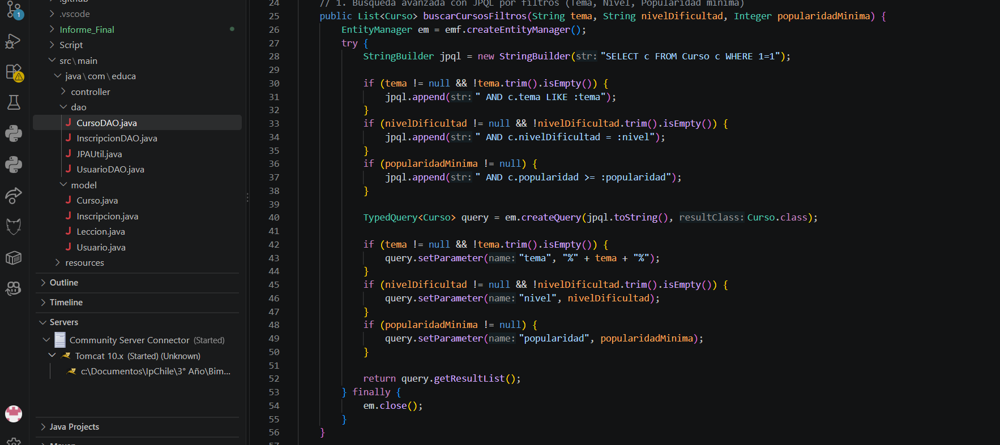 .github
.vscode
Informe_Final
Script
src\main
java\com\educa
controller
dao
CursoDAO.java
InscripcionDAO.java
JPAUtil.java
UsuarioDAO.java
model
Curso.java
Inscripcion.java
Leccion.java
Usuario.java
resources
Outline
Timeline
Servers
Community Server Connector (Started)
Tomcat 10.x (Started) (Unknown)
c:\Documentos\IpChile\3° Año\Bim...
Java Projects
Maven
1
24 // 1. Búsqueda avanzada con JPQL por filtros (Tema, Nivel, Popularidad mínima)
25 public List<Curso> buscarCursosFiltros(String tema, String nivelDificultad, Integer popularidadMinima) {
26 EntityManager em = emf.createEntityManager();
27 try {
28 StringBuilder jpql = new StringBuilder(str: "SELECT c FROM Curso c WHERE 1=1");
29
30 if (tema != null && !tema.trim().isEmpty()) {
31 jpql.append(str: " AND c.tema LIKE :tema");
32 }
33 if (nivelDificultad != null && !nivelDificultad.trim().isEmpty()) {
34 jpql.append(str: " AND c.nivelDificultad = :nivel");
35 }
36 if (popularidadMinima != null) {
37 jpql.append(str: " AND c.popularidad >= :popularidad");
38 }
39
40 TypedQuery<Curso> query = em.createQuery(jpql.toString(), resultClass: Curso.class);
41
42 if (tema != null && !tema.trim().isEmpty()) {
43 query.setParameter(name: "tema", "%" + tema + "%");
44 }
45 if (nivelDificultad != null && !nivelDificultad.trim().isEmpty()) {
46 query.setParameter(name: "nivel", nivelDificultad);
47 }
48 if (popularidadMinima != null) {
49 query.setParameter(name: "popularidad", popularidadMinima);
50 }
51
52 return query.getResultList();
53 } finally {
54 em.close();
55 }
56 }
57